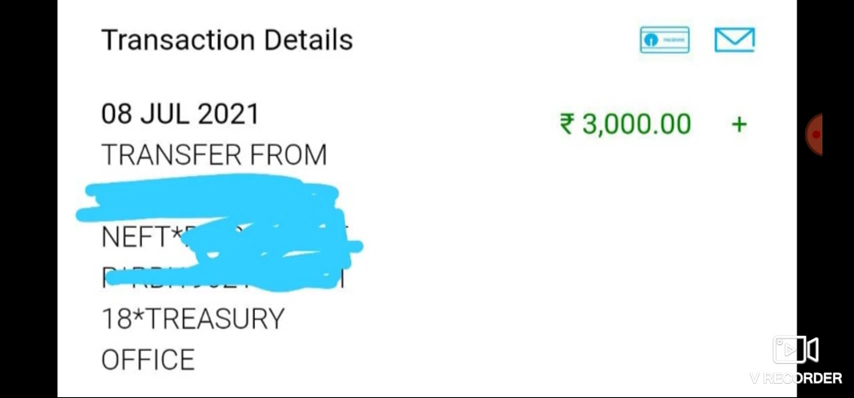 Transaction Details
08 JUL 2021
₹ 3,000.00 +
TRANSFER FROM
NEFT*
18*TREASURY
OFFICE
V RECORDER